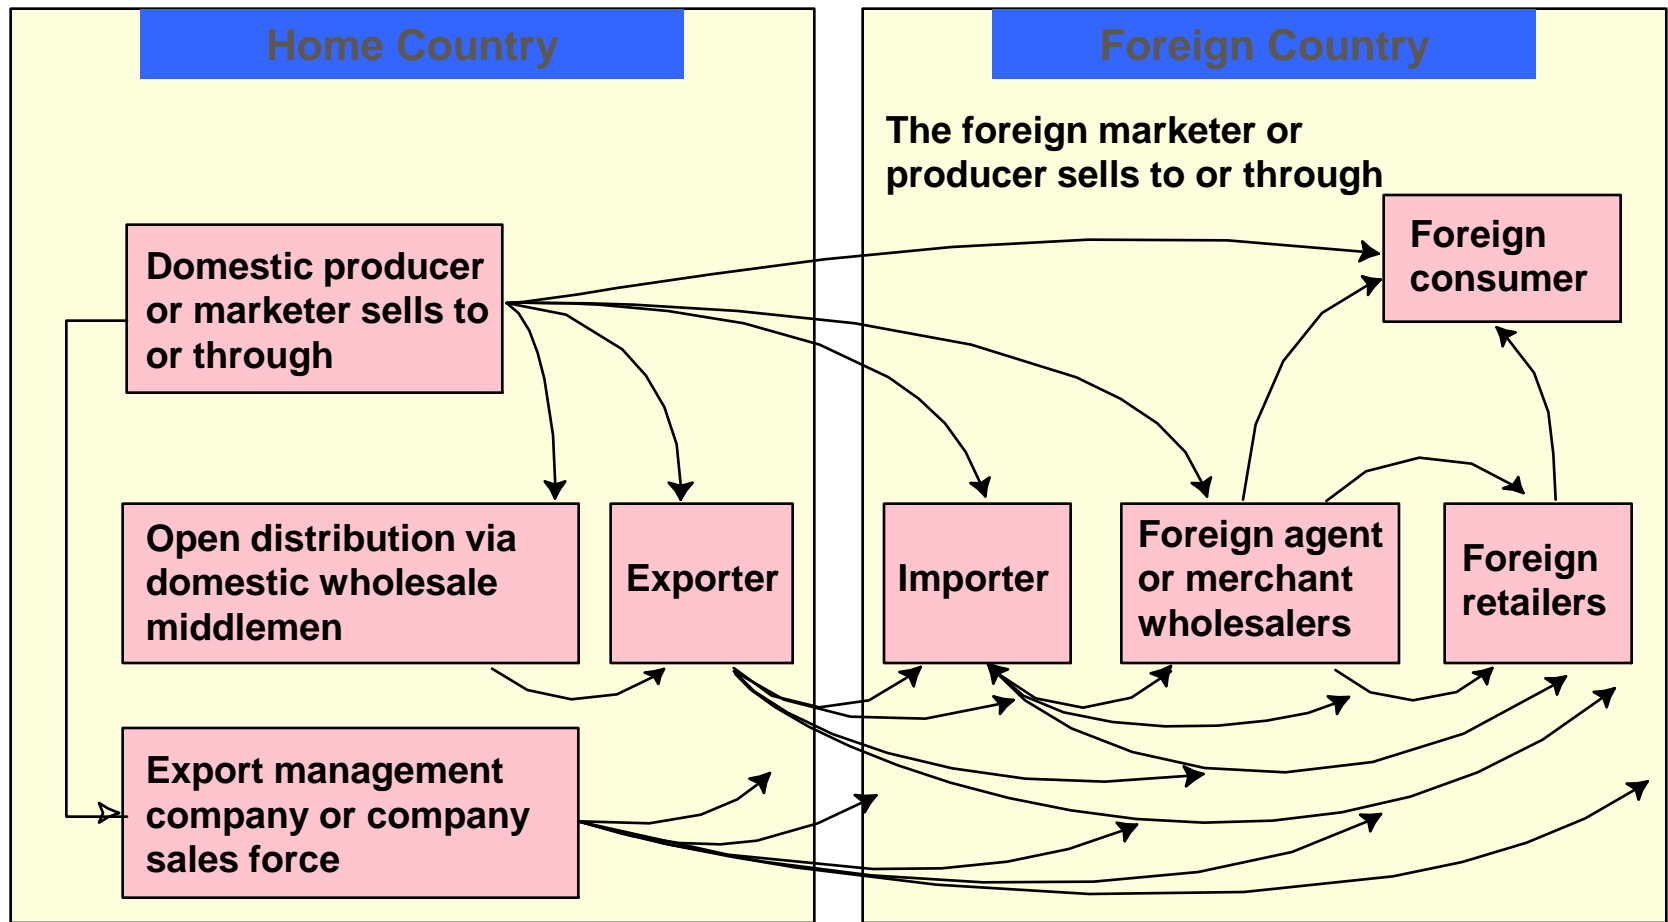 Home Country
Foreign Country
The foreign marketer or
producer sells to or through
Foreign
consumer
Domestic producer
or marketer sells to
or through
Open distribution via
domestic wholesale
middlemen
Exporter
Importer
Foreign agent
or merchant
wholesalers
Foreign
retailers
Export management
company or company
sales force